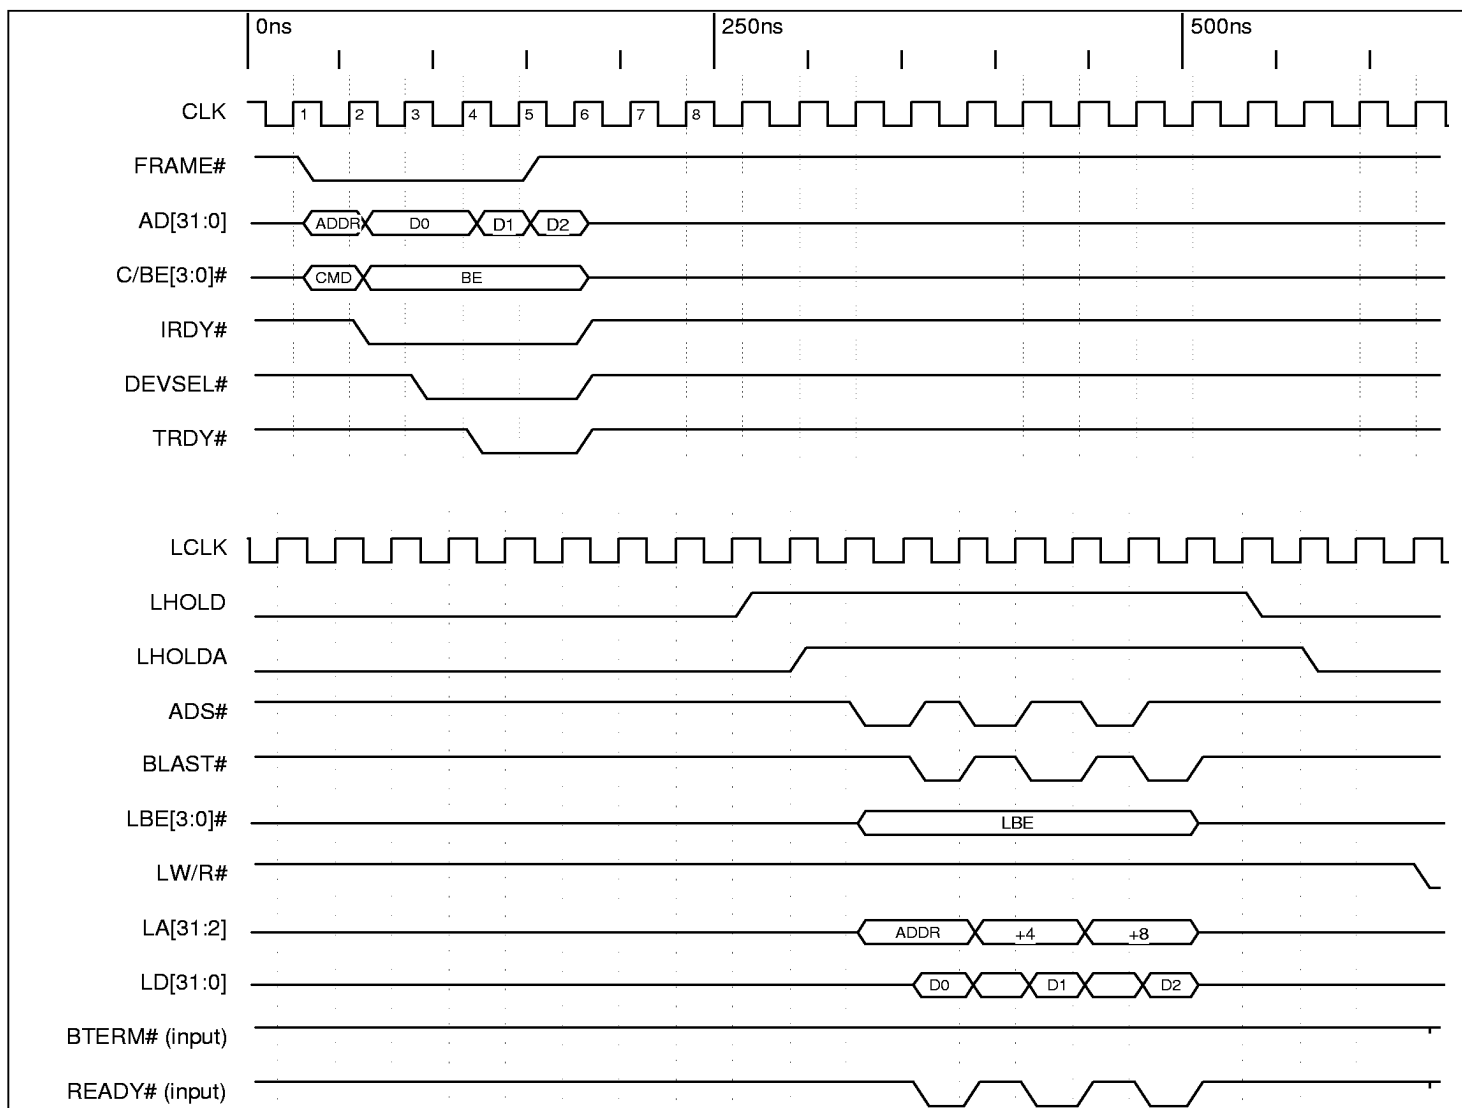 0ns 250ns 500ns
CLK 1 2 3 4 5 6 7 8
FRAME#
AD[31:0] ADDR D0 D1 D2
C/BE[3:0]# CMD BE
IRDY#
DEVSEL#
TRDY#
LCLK
LHOLD
LHOLDA
ADS#
BLAST#
LBE[3:0]# LBE
LW/R#
LA[31:2] ADDR +4 +8
LD[31:0] D0 D1 D2
BTERM# (input)
READY# (input)